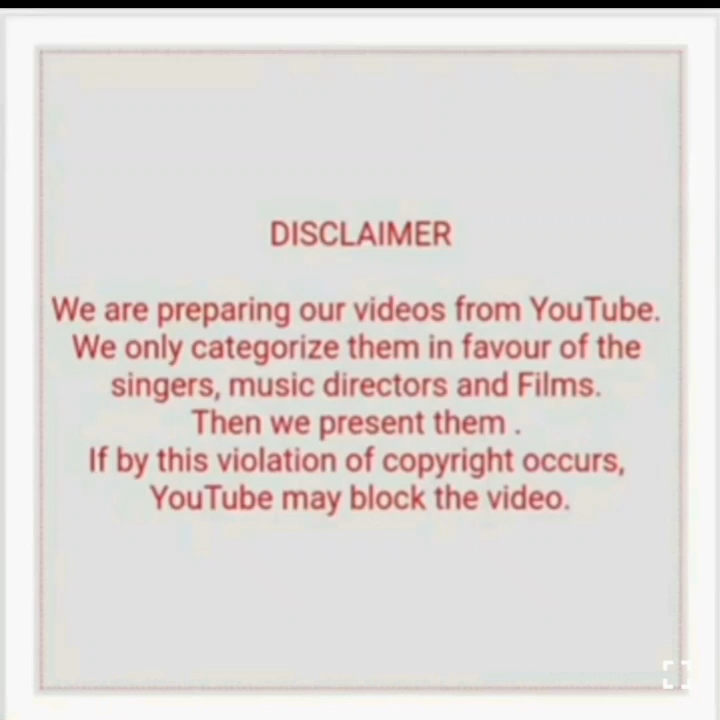 DISCLAIMER
We are preparing our videos from YouTube.
We only categorize them in favour of the
singers, music directors and Films.
Then we present them .
If by this violation of copyright occurs,
YouTube may block the video.